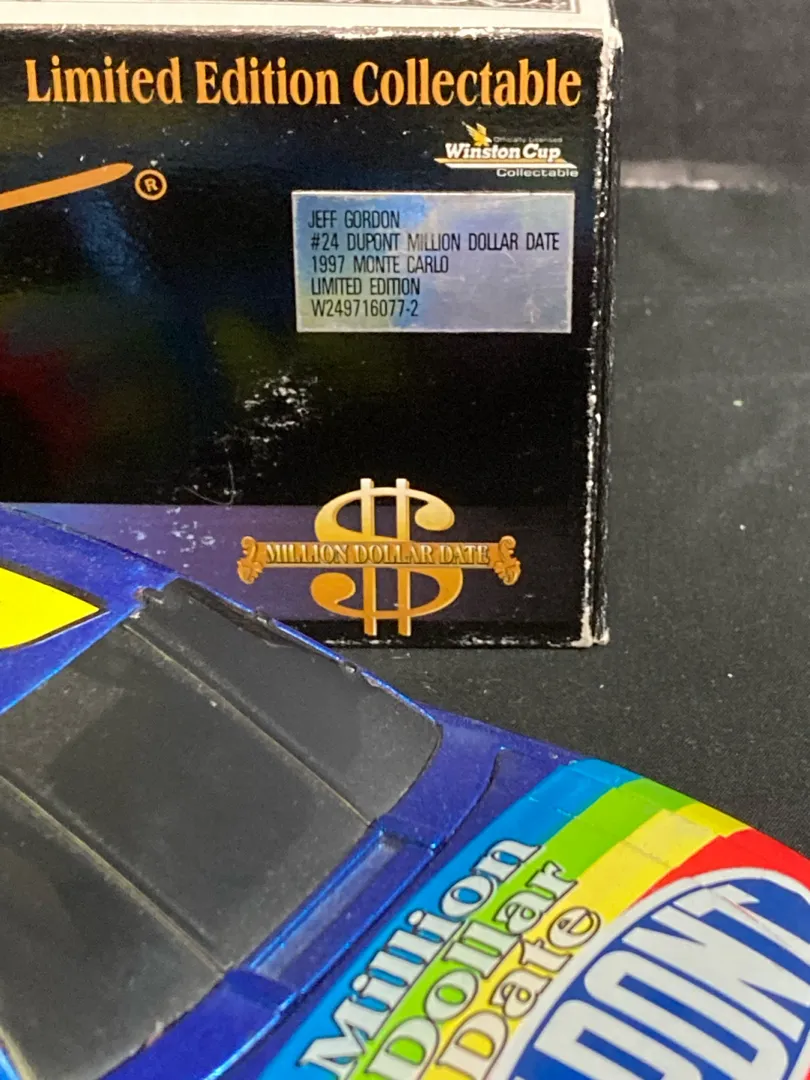 Limited Edition Collectable
Officially Licensed
Winston Cup
Collectable
®
JEFF GORDON
#24 DUPONT MILLION DOLLAR DATE
1997 MONTE CARLO
LIMITED EDITION
W249716077-2
$
MILLION DOLLAR DATE
Million
Dollar
Date
DUPONT